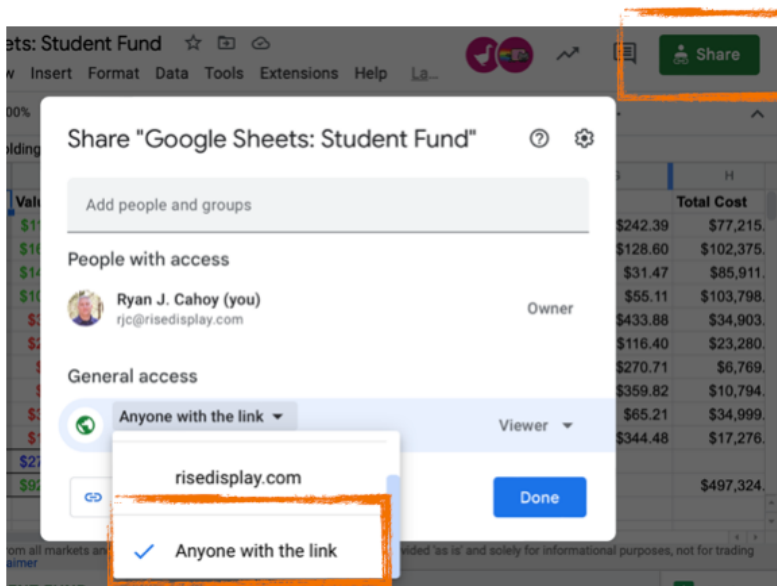 ets: Student Fund
Insert Format Data Tools Extensions Help La...
Share
Share "Google Sheets: Student Fund"
H
Total Cost
Add people and groups
$242.39 $77,215.
$128.60 $102,375.
People with access
$31.47 $85,911.
Ryan J. Cahoy (you)
rjc@risedisplay.com
Owner
$55.11 $103,798.
$433.88 $34,903.
$116.40 $23,280.
General access
$270.71 $6,769.
$359.82 $10,794.
Anyone with the link
Viewer
$65.21 $34,999.
$344.48 $17,276.
risedisplay.com
Done
$497,324.
Anyone with the link
om all markets an
vided 'as is' and solely for informational purposes, not for trading
aimer